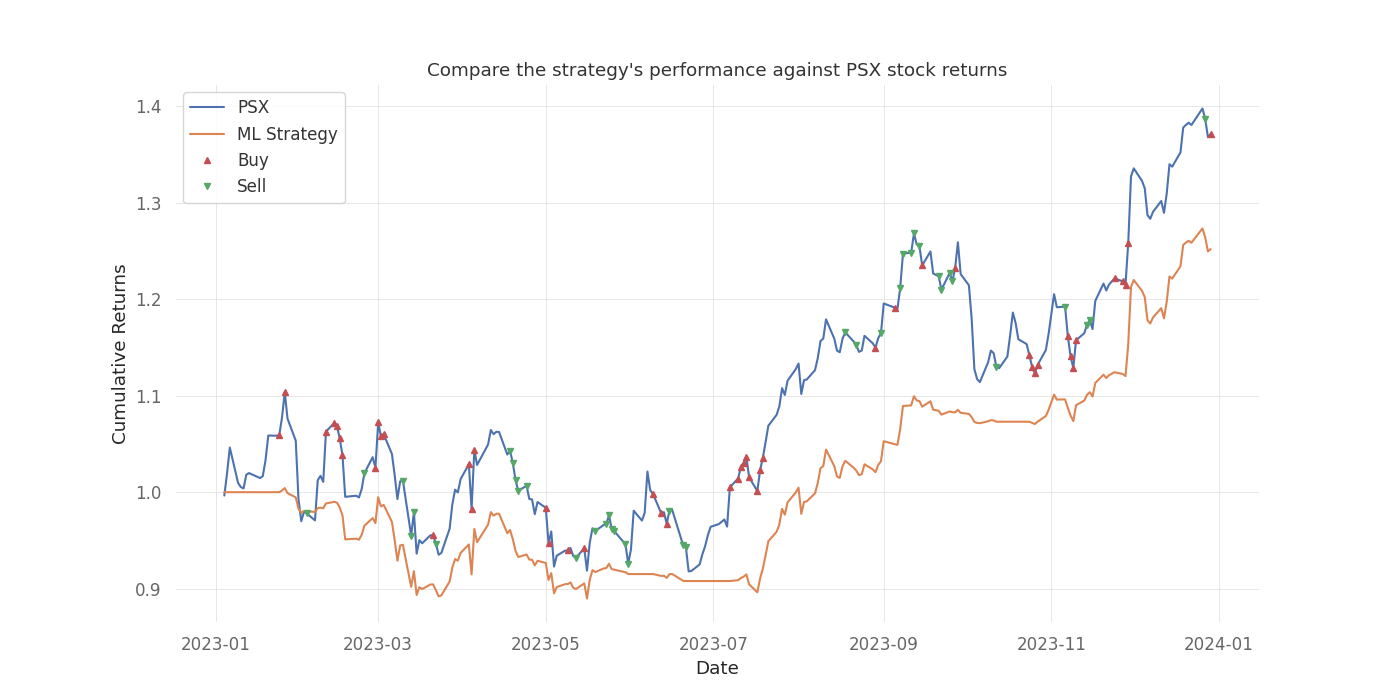 Compare the strategy's performance against PSX stock returns
PSX
ML Strategy
Buy
Sell
Cumulative Returns
1.4
1.3
1.2
1.1
1.0
0.9
2023-01
2023-03
2023-05
2023-07
2023-09
2023-11
2024-01
Date